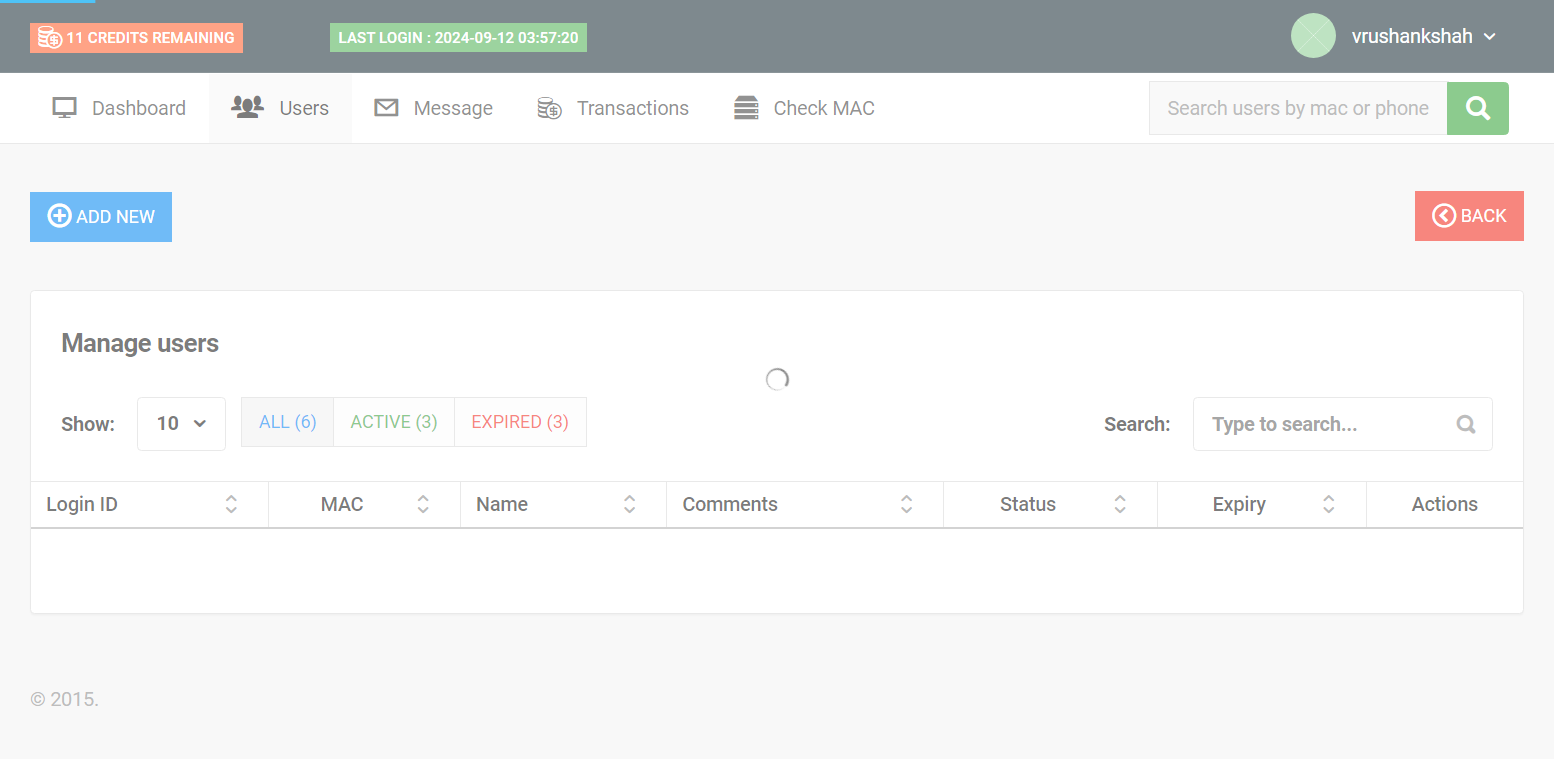 11 CREDITS REMAINING
LAST LOGIN : 2024-09-12 03:57:20
vrushankshah
Dashboard
Users
Message
Transactions
Check MAC
Search users by mac or phone
ADD NEW
BACK
Manage users
Show:
10
ALL (6)
ACTIVE (3)
EXPIRED (3)
Search:
Type to search...
Login ID
MAC
Name
Comments
Status
Expiry
Actions
© 2015.